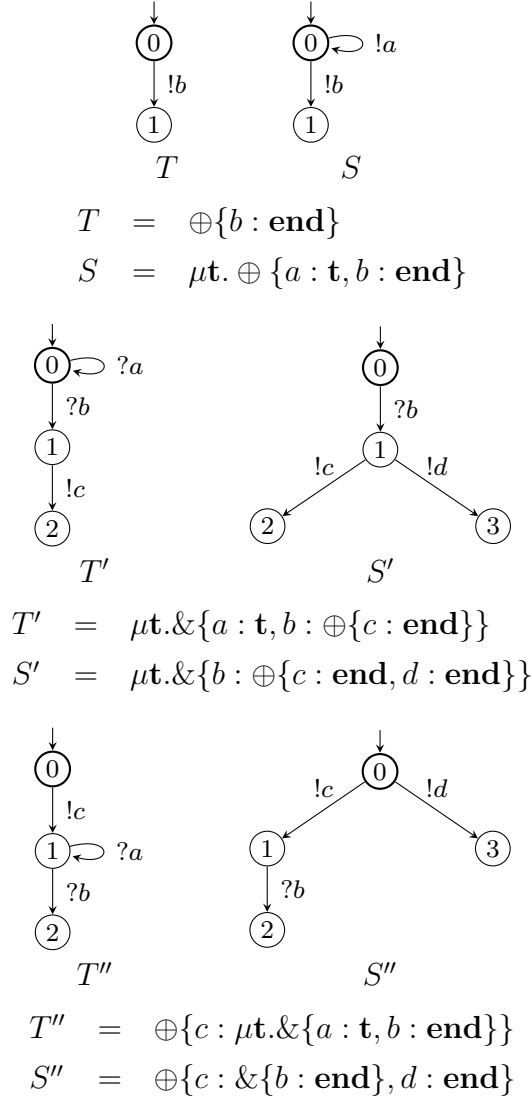 0 0 !a
!b !b
1 1
T S
T = ⊕{b : end}
S = μt. ⊕ {a : t, b : end}
0 ?a 0
?b ?b
1 1
!c !c !d
2 2 3
T′ S′
T′ = μt.&{a : t, b : ⊕{c : end}}
S′ = μt.&{b : ⊕{c : end, d : end}}
0 0
!c !c !d
1 ?a 1 3
?b ?b
2 2
T″ S″
T″ = ⊕{c : μt.&{a : t, b : end}}
S″ = ⊕{c : &{b : end}, d : end}